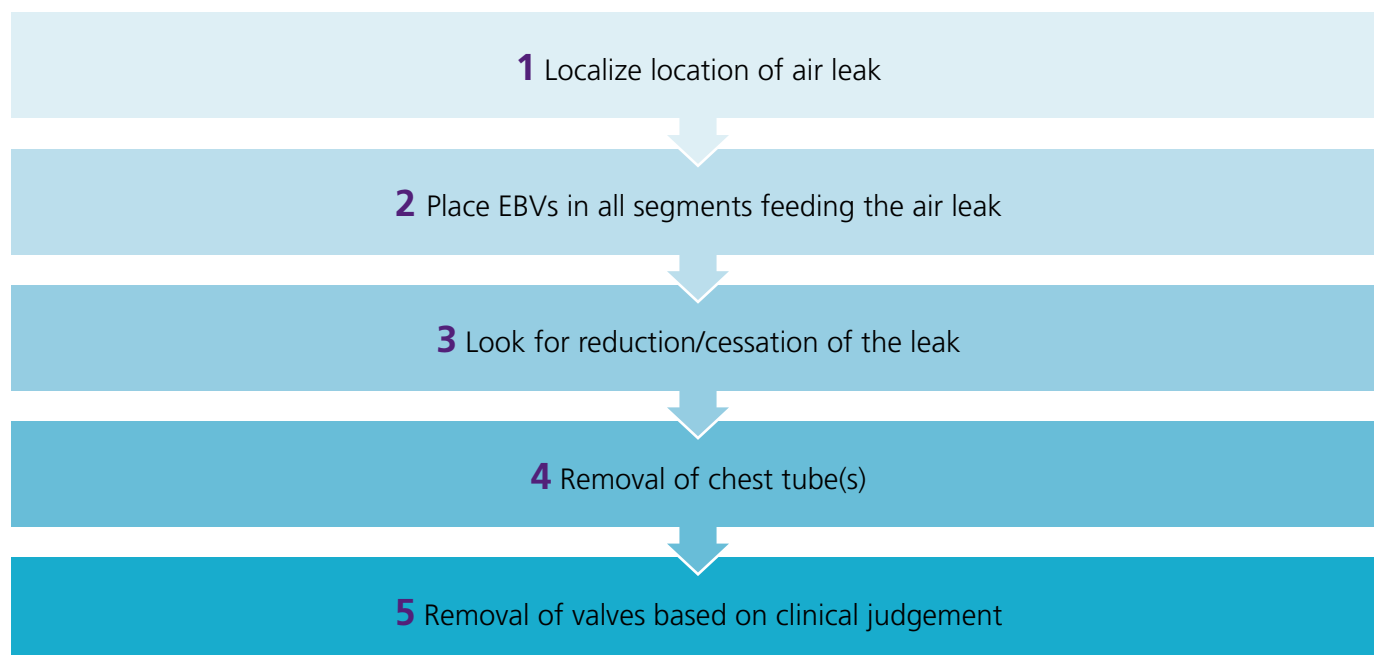 1 Localize location of air leak
2 Place EBVs in all segments feeding the air leak
3 Look for reduction/cessation of the leak
4 Removal of chest tube(s)
5 Removal of valves based on clinical judgement